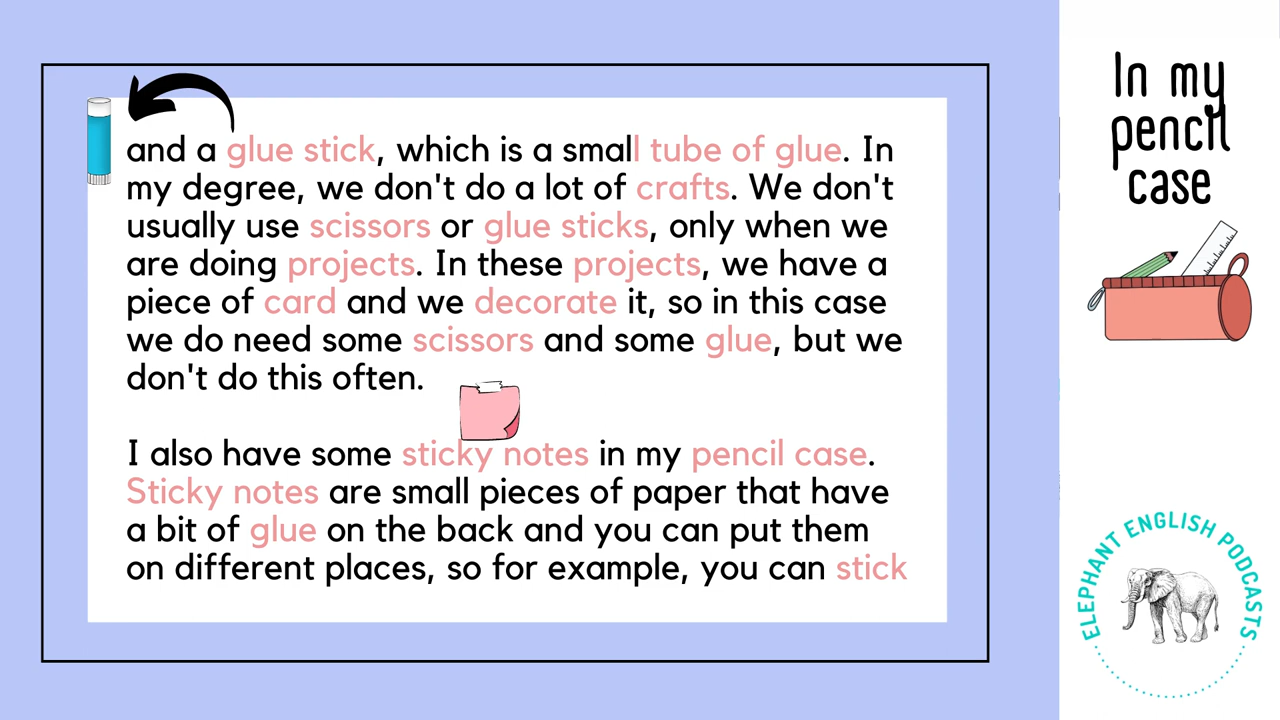 and a glue stick, which is a small tube of glue. In
my degree, we don't do a lot of crafts. We don't
usually use scissors or glue sticks, only when we
are doing projects. In these projects, we have a
piece of card and we decorate it, so in this case
we do need some scissors and some glue, but we
don't do this often.
I also have some sticky notes in my pencil case.
Sticky notes are small pieces of paper that have
a bit of glue on the back and you can put them
on different places, so for example, you can stick
In my
pencil
case
ELEPHANT ENGLISH PODCASTS